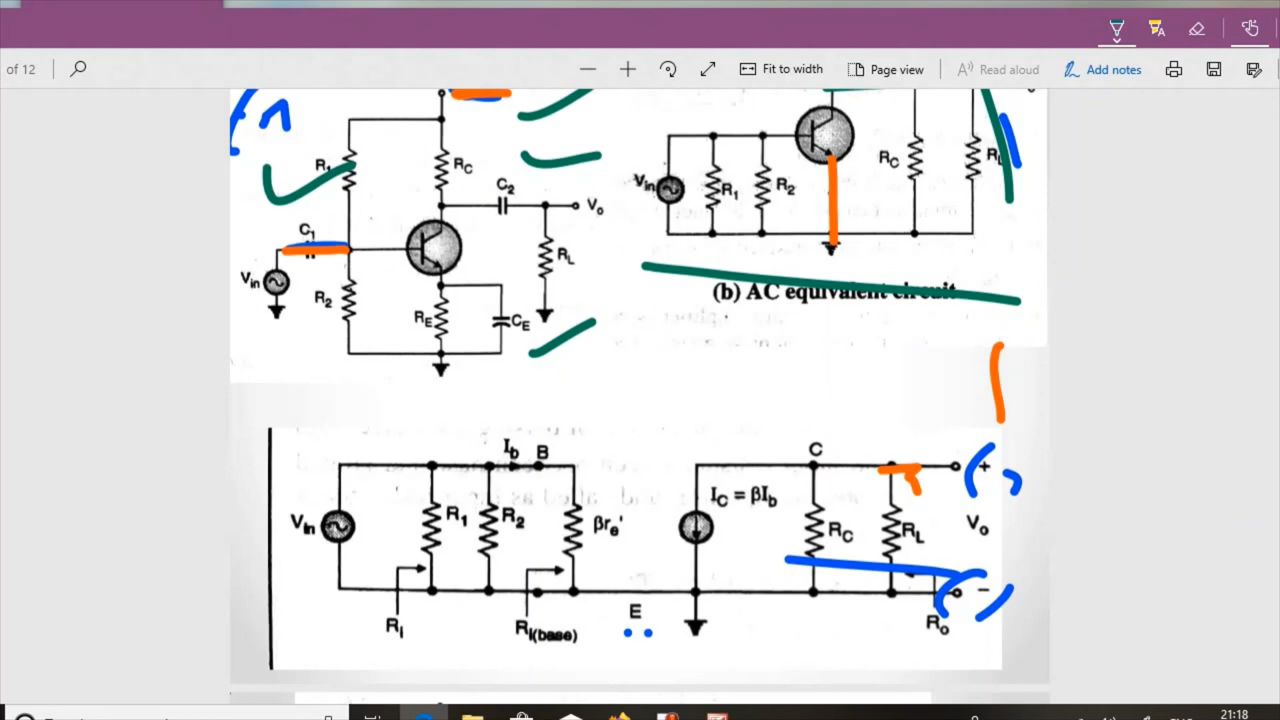 of 12
Fit to width
Page view
Read aloud
Add notes
R₁
RC
C₂
Vo
C₁
RL
Vin
R₂
RE
CE
Vin
R₁
R₂
RC
RL
(b) AC equivalent circuit
Ib B
C
Vin
R₁
R₂
βre'
IC = βIb
RC
RL
+
Vo
−
Ri
Ri(base)
E
Ro
21:18